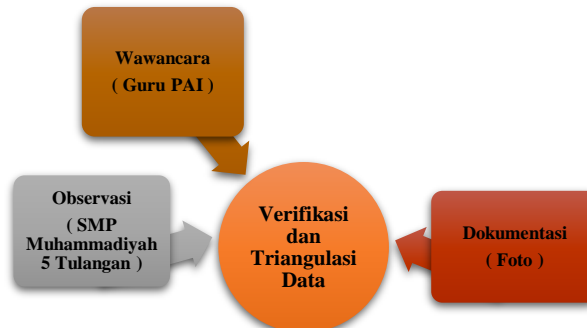 Wawancara
( Guru PAI )
Observasi
( SMP
Muhammadiyah
5 Tulangan )
Verifikasi
dan
Triangulasi
Data
Dokumentasi
( Foto )